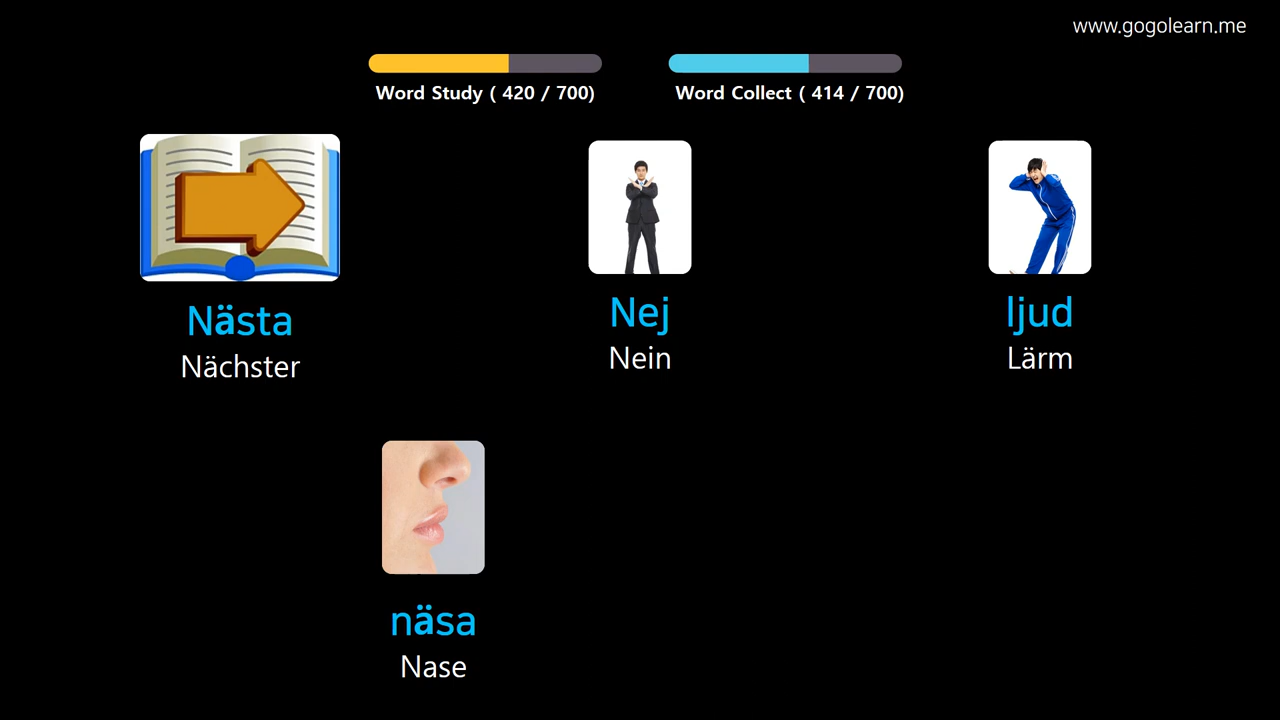 www.gogolearn.me
Word Study ( 420 / 700)
Word Collect ( 414 / 700)
Nästa
Nächster
Nej
Nein
ljud
Lärm
näsa
Nase